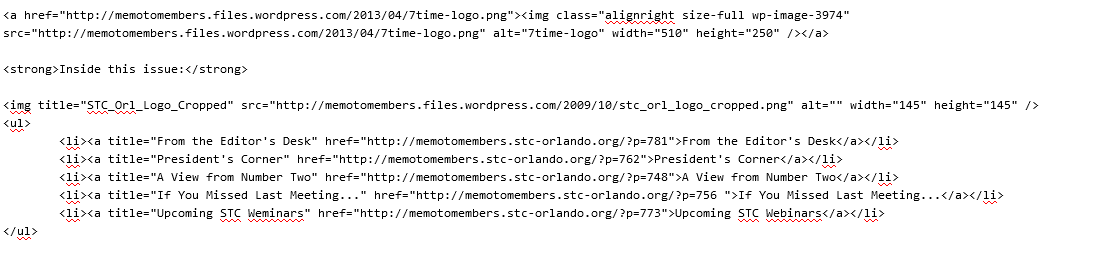 <a href="http://memotomembers.files.wordpress.com/2013/04/7time-logo.png"><img class="alignright size-full wp-image-3974"
src="http://memotomembers.files.wordpress.com/2013/04/7time-logo.png" alt="7time-logo" width="510" height="250" /></a>
<strong>Inside this issue:</strong>
<img title="STC_Orl_Logo_Cropped" src="http://memotomembers.files.wordpress.com/2009/10/stc_orl_logo_cropped.png" alt="" width="145" height="145" />
<ul>
<li><a title="From the Editor's Desk" href="http://memotomembers.stc-orlando.org/?p=781">From the Editor's Desk</a></li>
<li><a title="President's Corner" href="http://memotomembers.stc-orlando.org/?p=762">President's Corner</a></li>
<li><a title="A View from Number Two" href="http://memotomembers.stc-orlando.org/?p=748">A View from Number Two</a></li>
<li><a title="If You Missed Last Meeting..." href="http://memotomembers.stc-orlando.org/?p=756 ">If You Missed Last Meeting...</a></li>
<li><a title="Upcoming STC Weminars" href="http://memotomembers.stc-orlando.org/?p=773">Upcoming STC Webinars</a></li>
</ul>